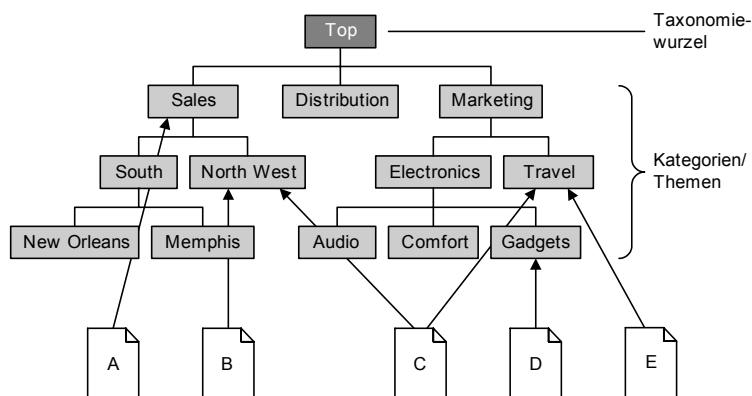 Top
Taxonomie-
wurzel
Sales
Distribution
Marketing
South
North West
Electronics
Travel
Kategorien/
Themen
New Orleans
Memphis
Audio
Comfort
Gadgets
A
B
C
D
E